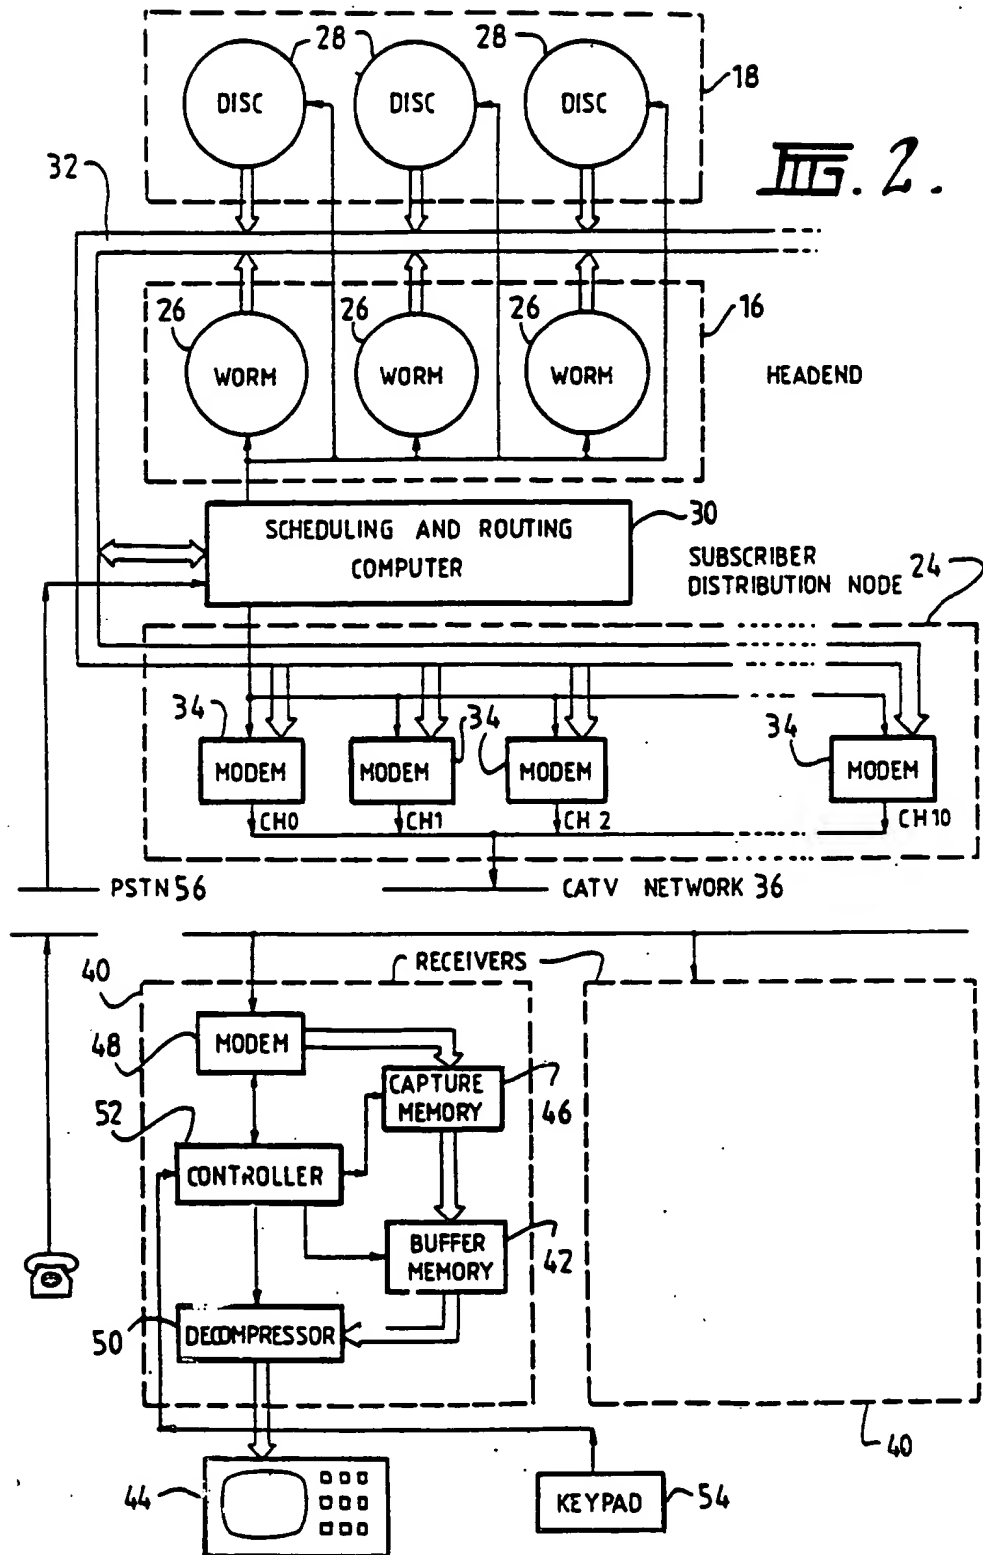 28 28
DISC DISC DISC
18
FIG. 2.
32
26 26 26
16
WORM WORM WORM
HEADEND
SCHEDULING AND ROUTING
COMPUTER
30
SUBSCRIBER
DISTRIBUTION NODE 24
34 34 34 34
MODEM MODEM MODEM MODEM
CH0 CH1 CH 2 CH 10
PSTN 56 CATV NETWORK 36
RECEIVERS
40
48 MODEM
CAPTURE
MEMORY
46
52
CONTROLLER
BUFFER
MEMORY
42
50 DECOMPRESSOR
40
44
KEYPAD 54